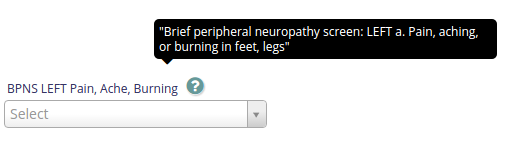 "Brief peripheral neuropathy screen: LEFT a. Pain, aching,
or burning in feet, legs"
BPNS LEFT Pain, Ache, Burning ?
Select